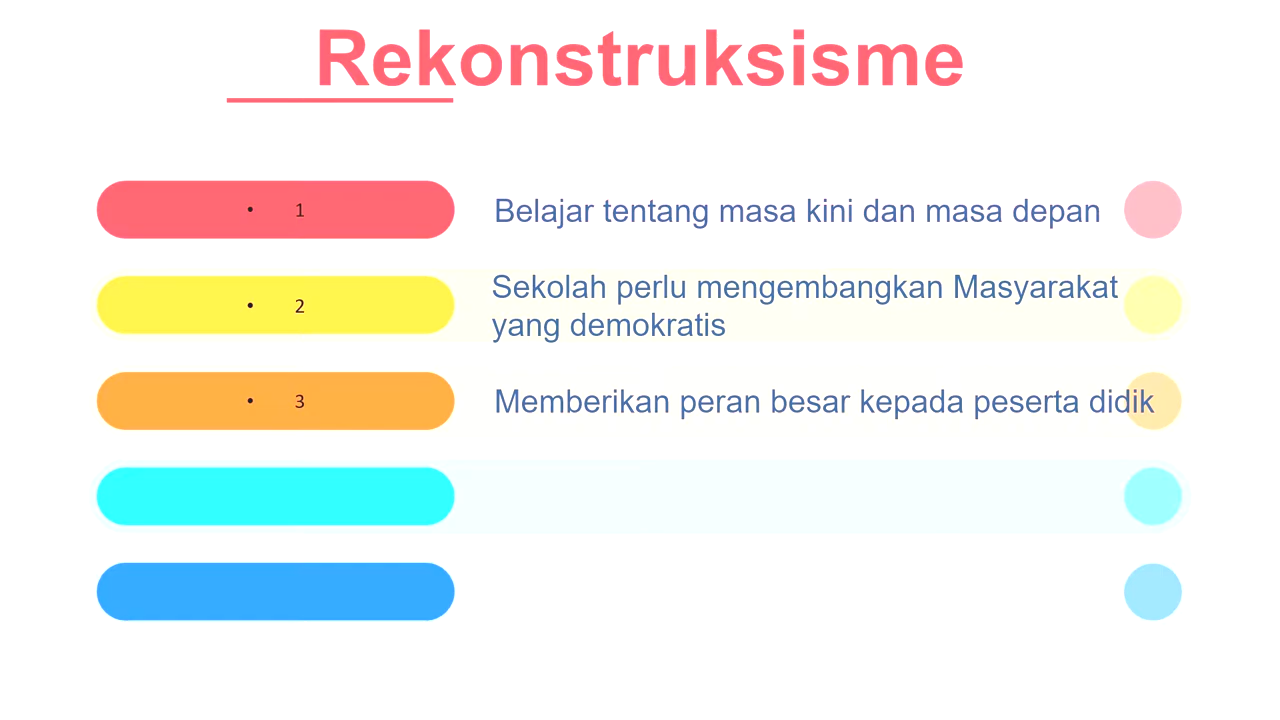 Rekonstruksisme
• 1
Belajar tentang masa kini dan masa depan
• 2
Sekolah perlu mengembangkan Masyarakat
yang demokratis
• 3
Memberikan peran besar kepada peserta didik